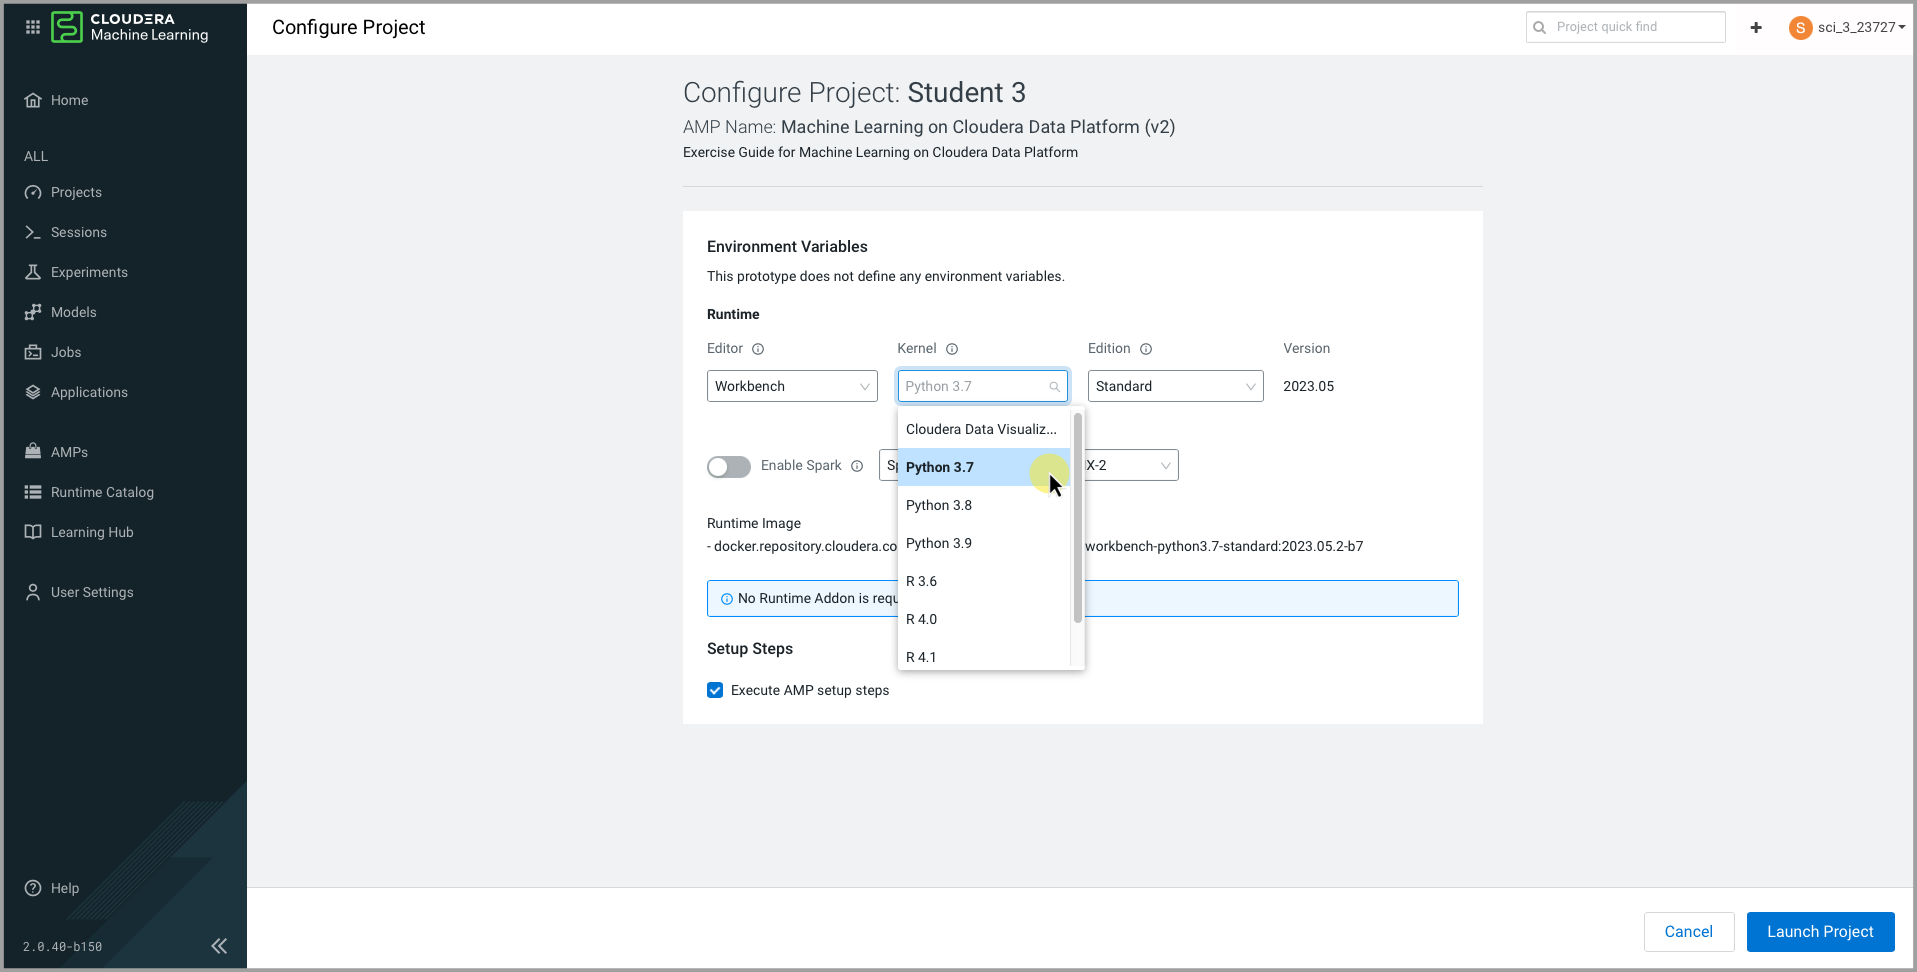 CLOUDERA
Machine Learning
Configure Project
Project quick find
S sci_3_23727
Home
ALL
Projects
Sessions
Experiments
Models
Jobs
Applications
AMPs
Runtime Catalog
Learning Hub
User Settings
Help
2.0.40-b150
Configure Project: Student 3
AMP Name: Machine Learning on Cloudera Data Platform (v2)
Exercise Guide for Machine Learning on Cloudera Data Platform
Environment Variables
This prototype does not define any environment variables.
Runtime
Editor Kernel Edition Version
Workbench Python 3.7 Standard 2023.05
Cloudera Data Visualiz...
Python 3.7
Python 3.8
Python 3.9
R 3.6
R 4.0
R 4.1
Enable Spark
Runtime Image
- docker.repository.cloudera.co workbench-python3.7-standard:2023.05.2-b7
No Runtime Addon is requ
Setup Steps
Execute AMP setup steps
Cancel Launch Project